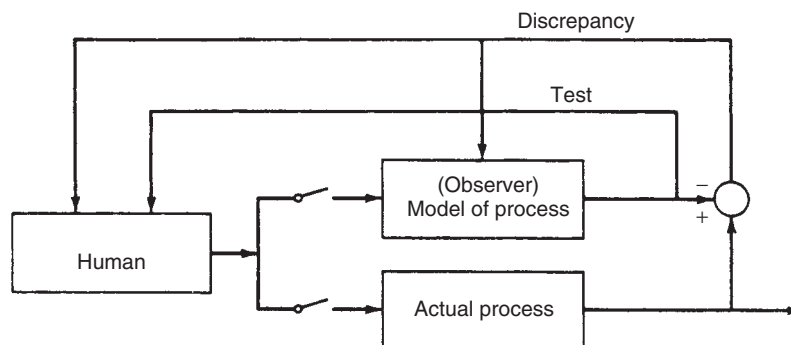 Discrepancy
Test
(Observer)
Model of process
−
+
Human
Actual process